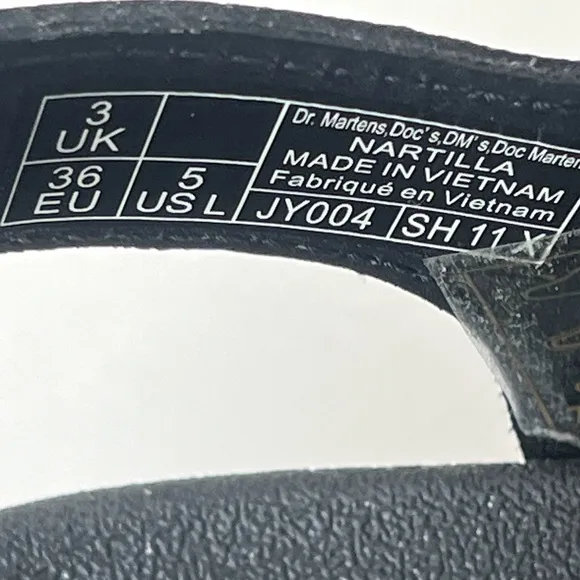 3
UK
36
EU
5
US L
Dr. Martens,Doc's,DM's,Doc Marten
NARTILLA
MADE IN VIETNAM
Fabriqué en Vietnam
JY004
SH 11